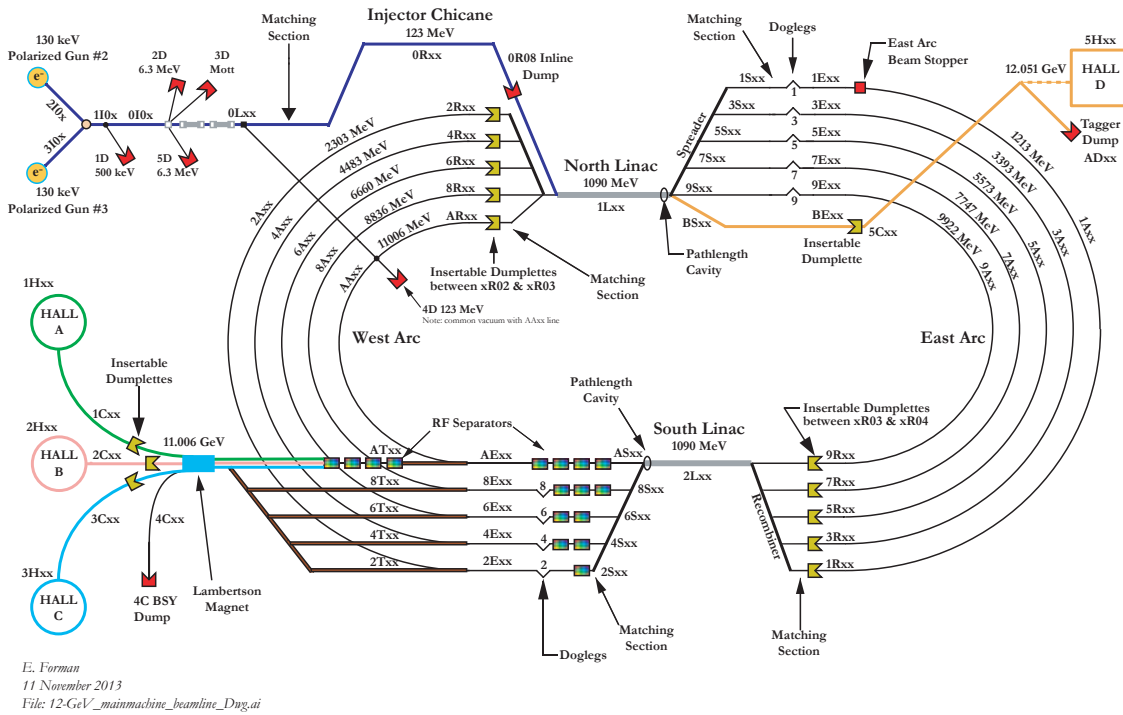 Injector Chicane
123 MeV
0Rxx
Matching
Section
130 keV
Polarized Gun #2
e-
2I0x
3I0x
e-
130 keV
Polarized Gun #3
1I0x
0I0x
0Lxx
2D
6.3 MeV
3D
Mott
1D
500 keV
5D
6.3 MeV
0R08 Inline
Dump
2Rxx
4Rxx
6Rxx
8Rxx
ARxx
2303 MeV
4483 MeV
6660 MeV
8836 MeV
11006 MeV
2Axx
4Axx
6Axx
8Axx
AAxx
Insertable Dumplettes
between xR02 & xR03
Matching
Section
4D 123 MeV
Note: common vacuum with AAxx line
West Arc
North Linac
1090 MeV
1Lxx
Pathlength
Cavity
Spreader
Matching
Section
Doglegs
East Arc
Beam Stopper
1Sxx
3Sxx
5Sxx
7Sxx
9Sxx
BSxx
1
3
5
7
9
1Exx
3Exx
5Exx
7Exx
9Exx
BExx
5Cxx
Insertable
Dumplette
12.051 GeV
5Hxx
HALL
D
Tagger
Dump
ADxx
1213 MeV
3393 MeV
5573 MeV
7747 MeV
9922 MeV
1Axx
3Axx
5Axx
7Axx
9Axx
East Arc
1Hxx
HALL
A
Insertable
Dumplettes
1Cxx
2Hxx
HALL
B
2Cxx
11.006 GeV
3Cxx
4Cxx
3Hxx
HALL
C
4C BSY
Dump
Lambertson
Magnet
RF Separators
ATxx
8Txx
6Txx
4Txx
2Txx
AExx
8Exx
6Exx
4Exx
2Exx
8
6
4
2
ASxx
8Sxx
6Sxx
4Sxx
2Sxx
Doglegs
Matching
Section
Pathlength
Cavity
South Linac
1090 MeV
2Lxx
Recombiner
Insertable Dumplettes
between xR03 & xR04
9Rxx
7Rxx
5Rxx
3Rxx
1Rxx
Matching
Section
E. Forman
11 November 2013
File: 12-GeV_mainmachine_beamline_Dwg.ai